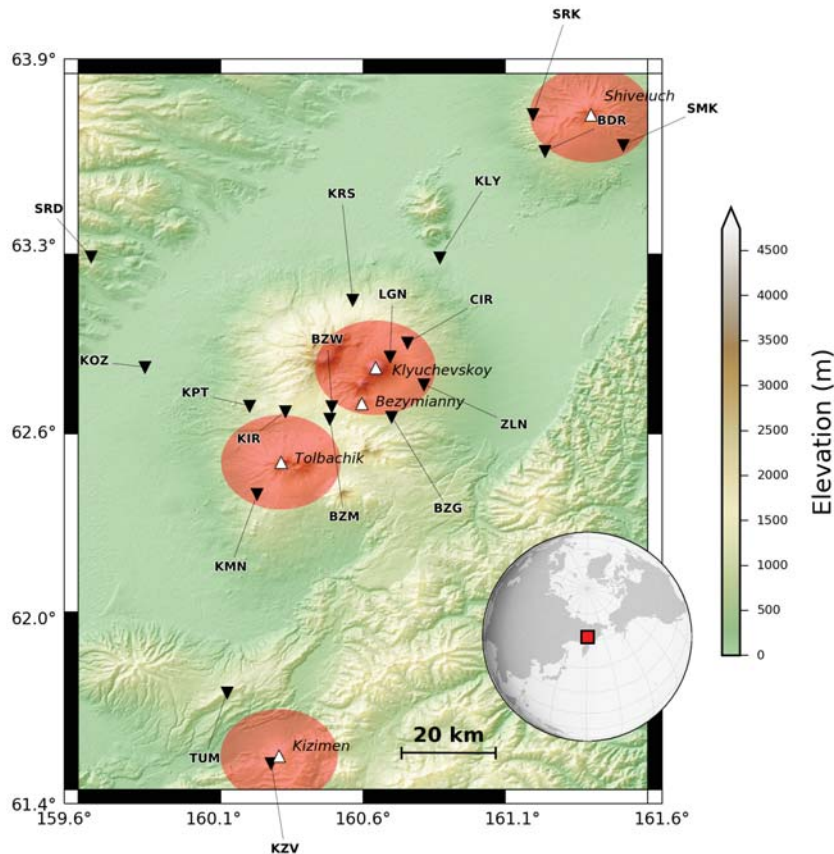 SRK
63.9°
Shiveluch
BDR
SMK
KRS
KLY
SRD
63.3°
LGN
CIR
BZW
KOZ
Klyuchevskoy
KPT
Bezymianny
ZLN
62.6°
KIR
Tolbachik
BZM
BZG
KMN
62.0°
20 km
Kizimen
TUM
61.4°
159.6°
160.1°
160.6°
161.1°
161.6°
KZV
4500
4000
3500
3000
2500
2000
1500
1000
500
0
Elevation (m)